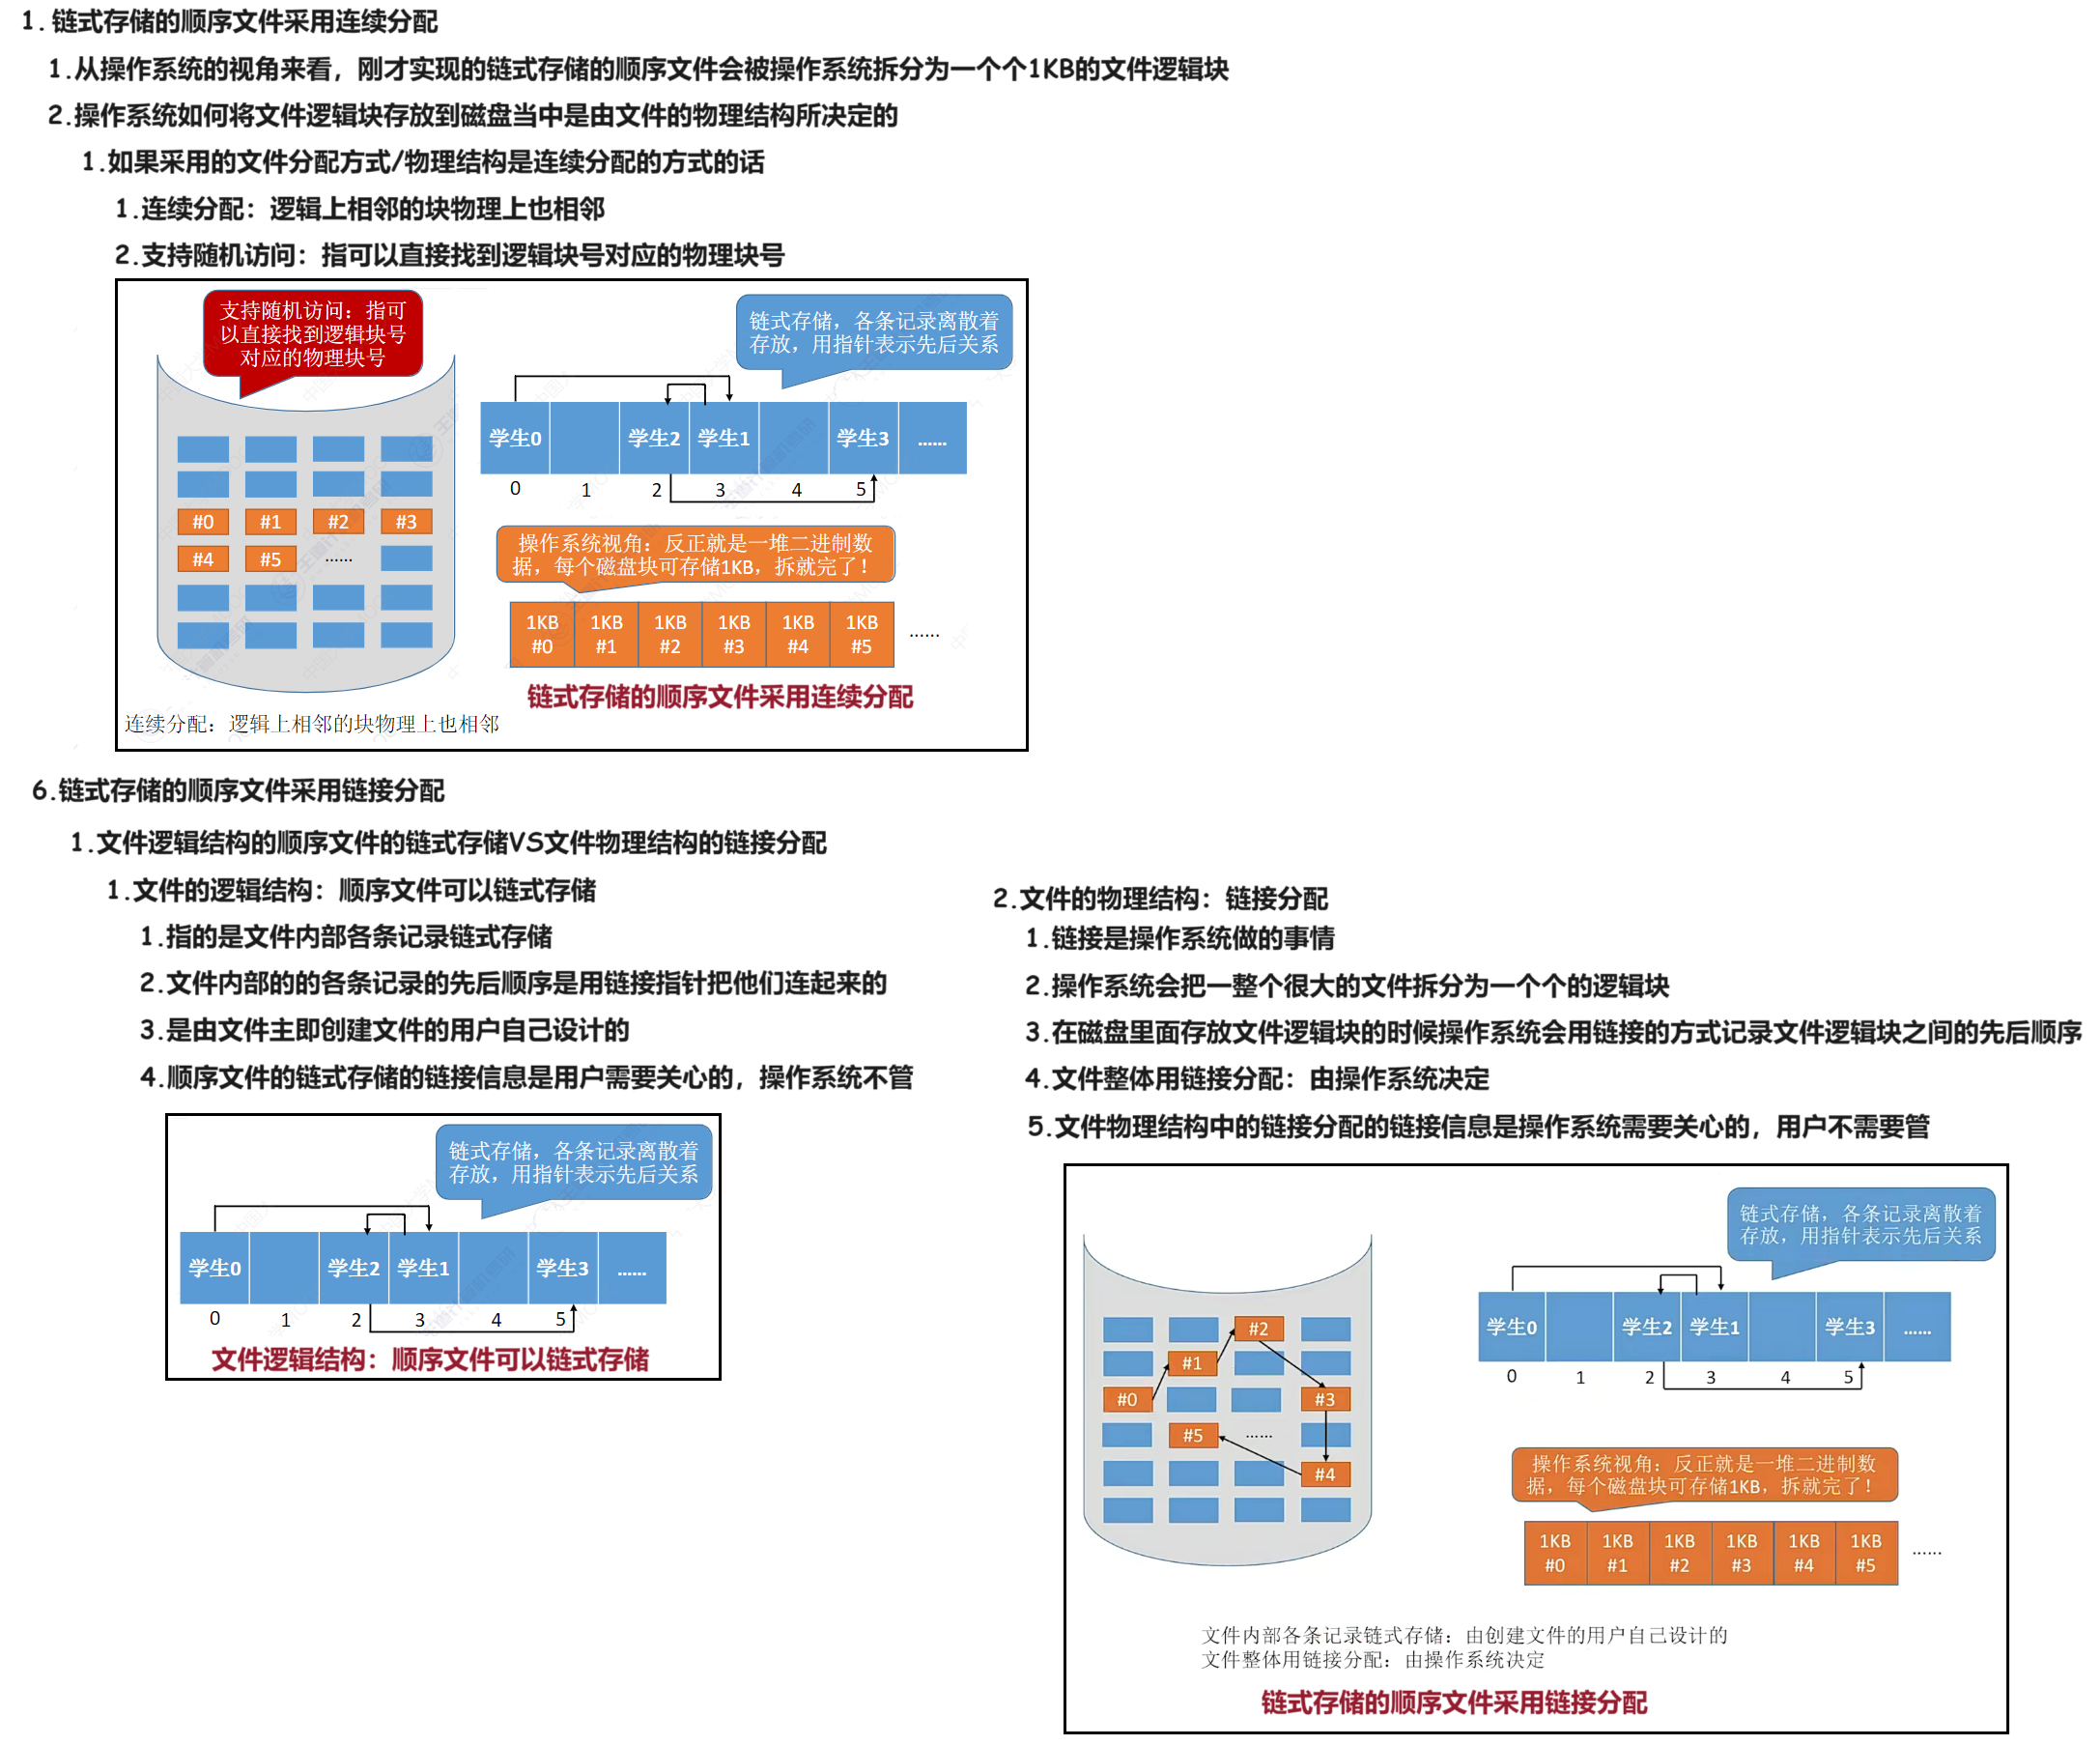 1.链式存储的顺序文件采用连续分配
1.从操作系统的视角来看，刚才实现的链式存储的顺序文件会被操作系统拆分为一个个1KB的文件逻辑块
2.操作系统如何将文件逻辑块存放到磁盘当中是由文件的物理结构所决定的
1.如果采用的文件分配方式/物理结构是连续分配的方式的话
1.连续分配：逻辑上相邻的块物理上也相邻
2.支持随机访问：指可以直接找到逻辑块号对应的物理块号
支持随机访问：指可
以直接找到逻辑块号
对应的物理块号
链式存储，各条记录离散着
存放，用指针表示先后关系
学生0 学生2 学生1 学生3 ......
0 1 2 3 4 5
#0 #1 #2 #3
#4 #5 ......
操作系统视角：反正就是一堆二进制数
据，每个磁盘块可存储1KB，拆就完了！
1KB 1KB 1KB 1KB 1KB 1KB
#0 #1 #2 #3 #4 #5 ......
链式存储的顺序文件采用连续分配
连续分配：逻辑上相邻的块物理上也相邻
6.链式存储的顺序文件采用链接分配
1.文件逻辑结构的顺序文件的链式存储VS文件物理结构的链接分配
1.文件的逻辑结构：顺序文件可以链式存储
1.指的是文件内部各条记录链式存储
2.文件内部的的各条记录的先后顺序是用链接指针把他们连起来的
3.是由文件主即创建文件的用户自己设计的
4.顺序文件的链式存储的链接信息是用户需要关心的，操作系统不管
链式存储，各条记录离散着
存放，用指针表示先后关系
学生0 学生2 学生1 学生3 ......
0 1 2 3 4 5
文件逻辑结构：顺序文件可以链式存储
2.文件的物理结构：链接分配
1.链接是操作系统做的事情
2.操作系统会把一整个很大的文件拆分为一个个的逻辑块
3.在磁盘里面存放文件逻辑块的时候操作系统会用链接的方式记录文件逻辑块之间的先后顺序
4.文件整体用链接分配：由操作系统决定
5.文件物理结构中的链接分配的链接信息是操作系统需要关心的，用户不需要管
链式存储，各条记录离散着
存放，用指针表示先后关系
学生0 学生2 学生1 学生3 ......
0 1 2 3 4 5
#2
#1
#0 #3
#5 ......
#4
操作系统视角：反正就是一堆二进制数
据，每个磁盘块可存储1KB，拆就完了！
1KB 1KB 1KB 1KB 1KB 1KB
#0 #1 #2 #3 #4 #5 ......
文件内部各条记录链式存储：由创建文件的用户自己设计的
文件整体用链接分配：由操作系统决定
链式存储的顺序文件采用链接分配